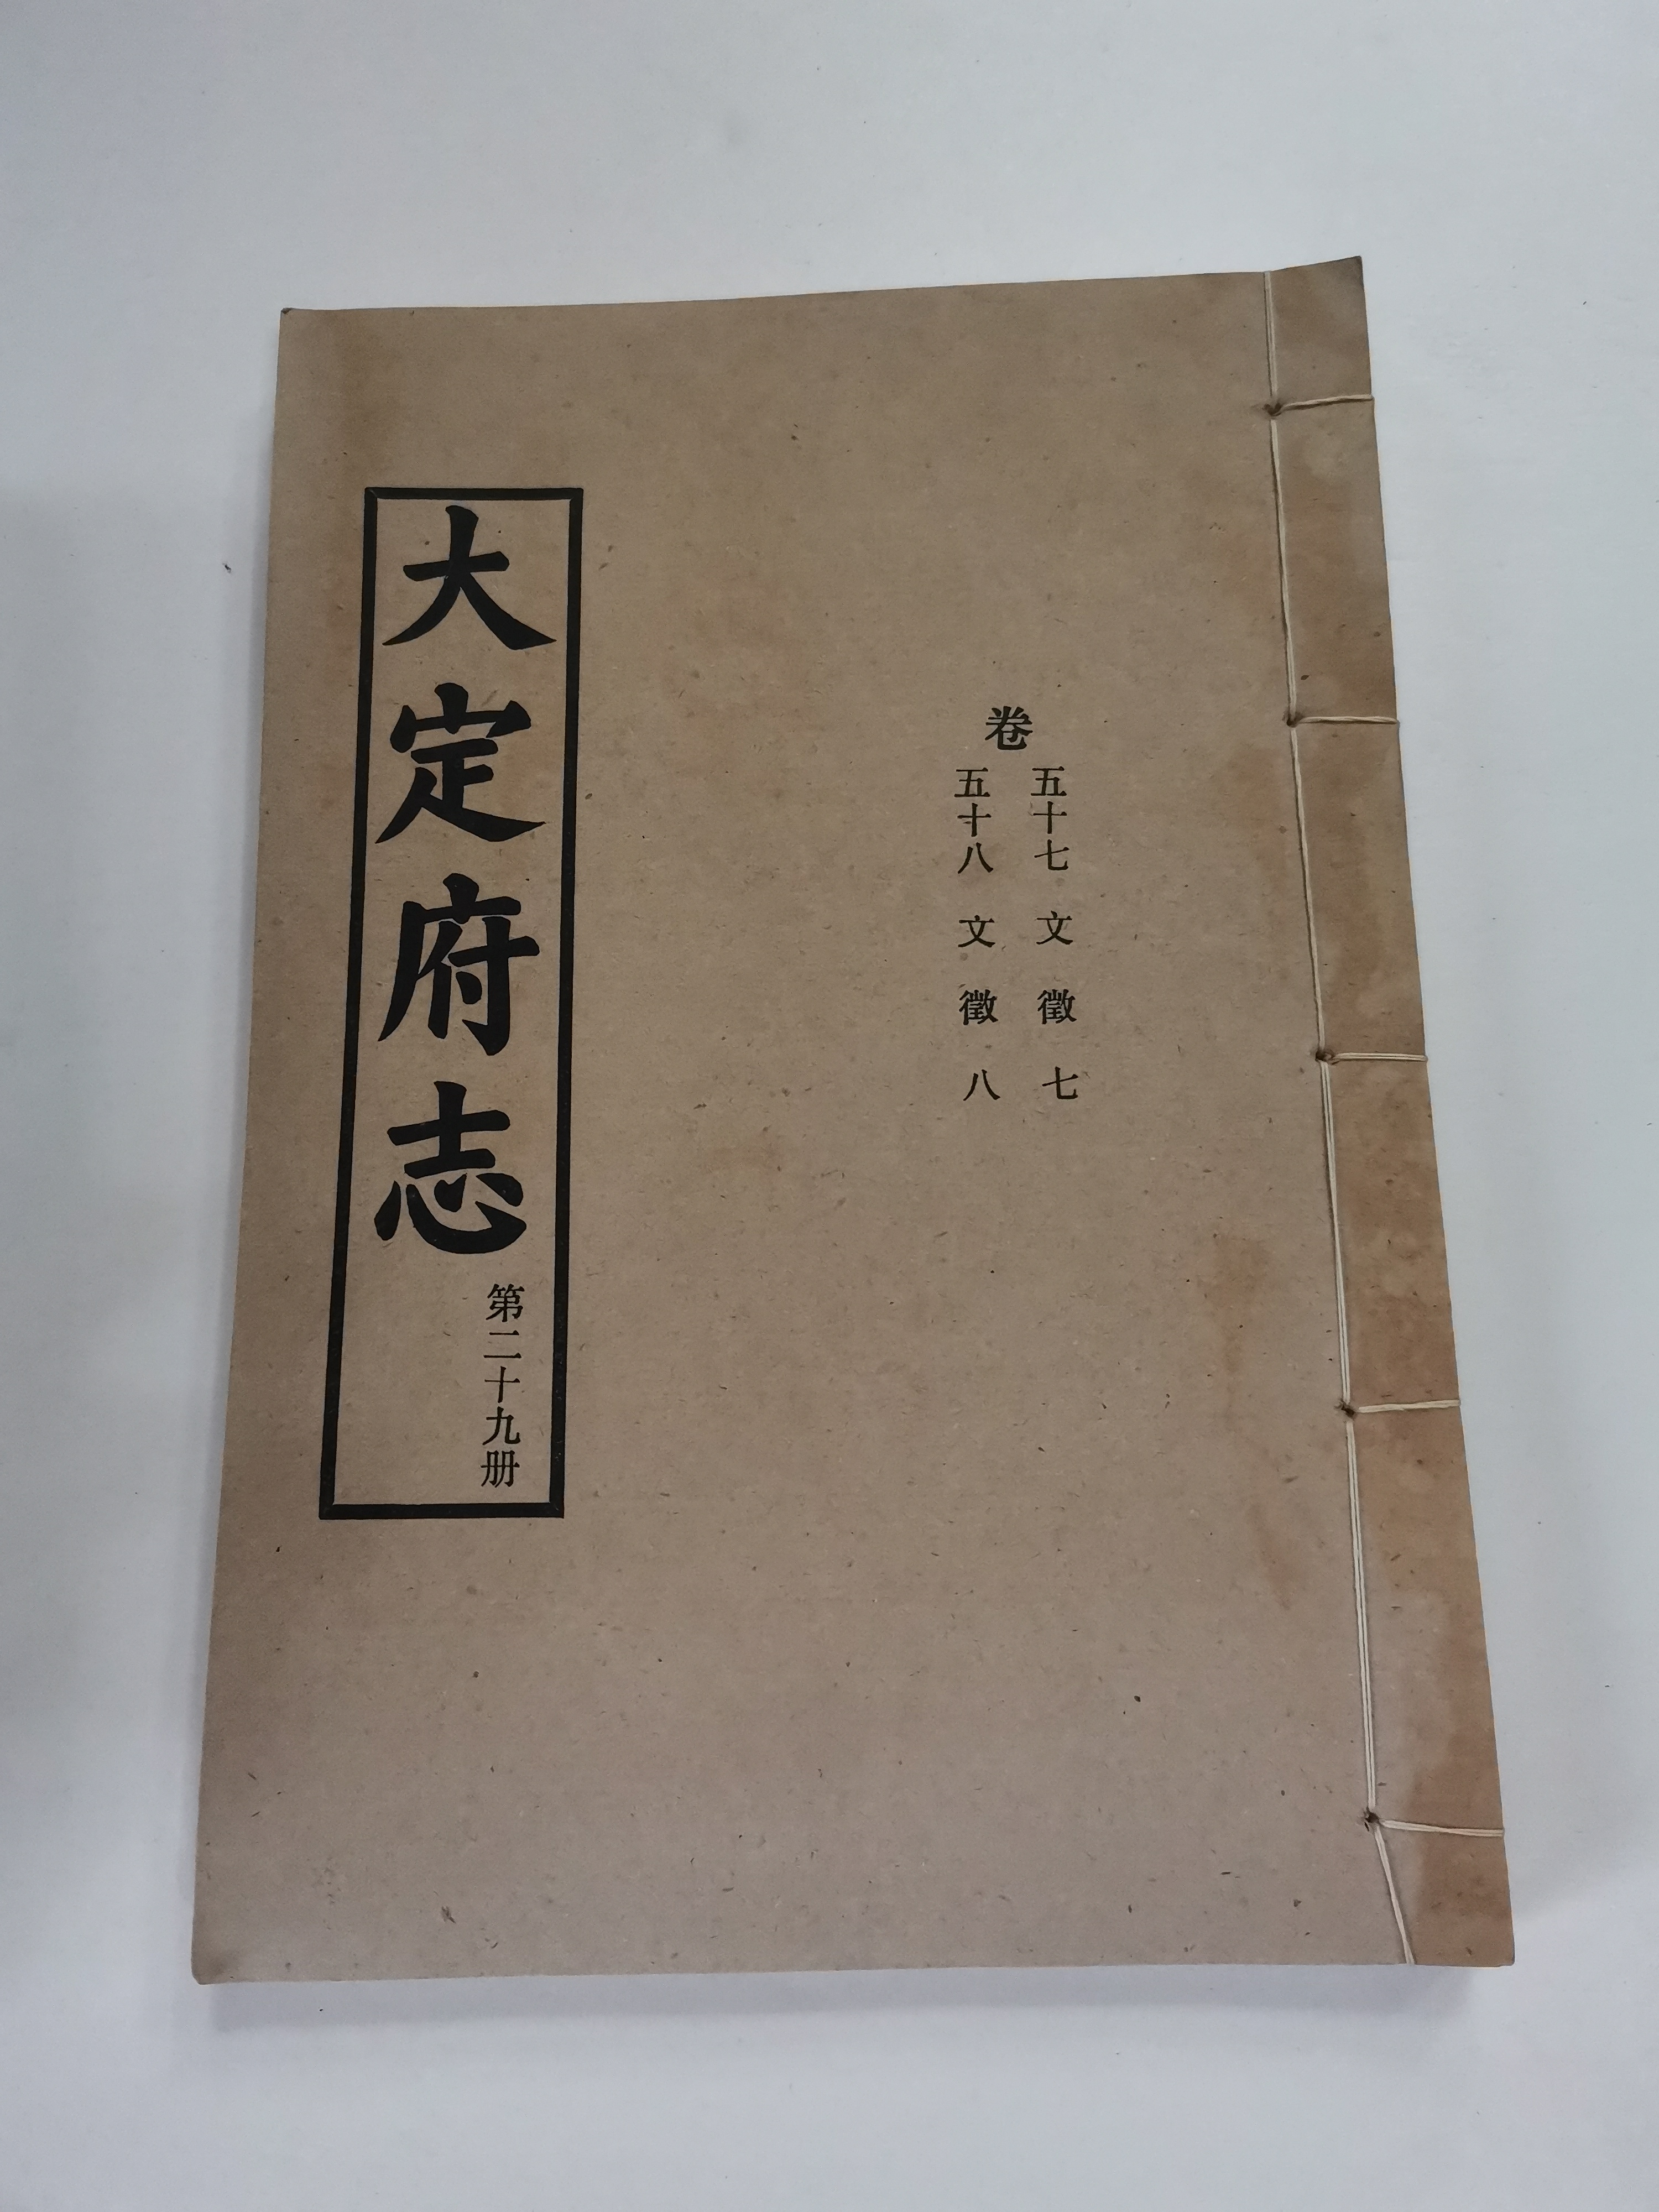 卷
五十七 文徵 七
五十八 文徵 八
大定府志
第二十九册